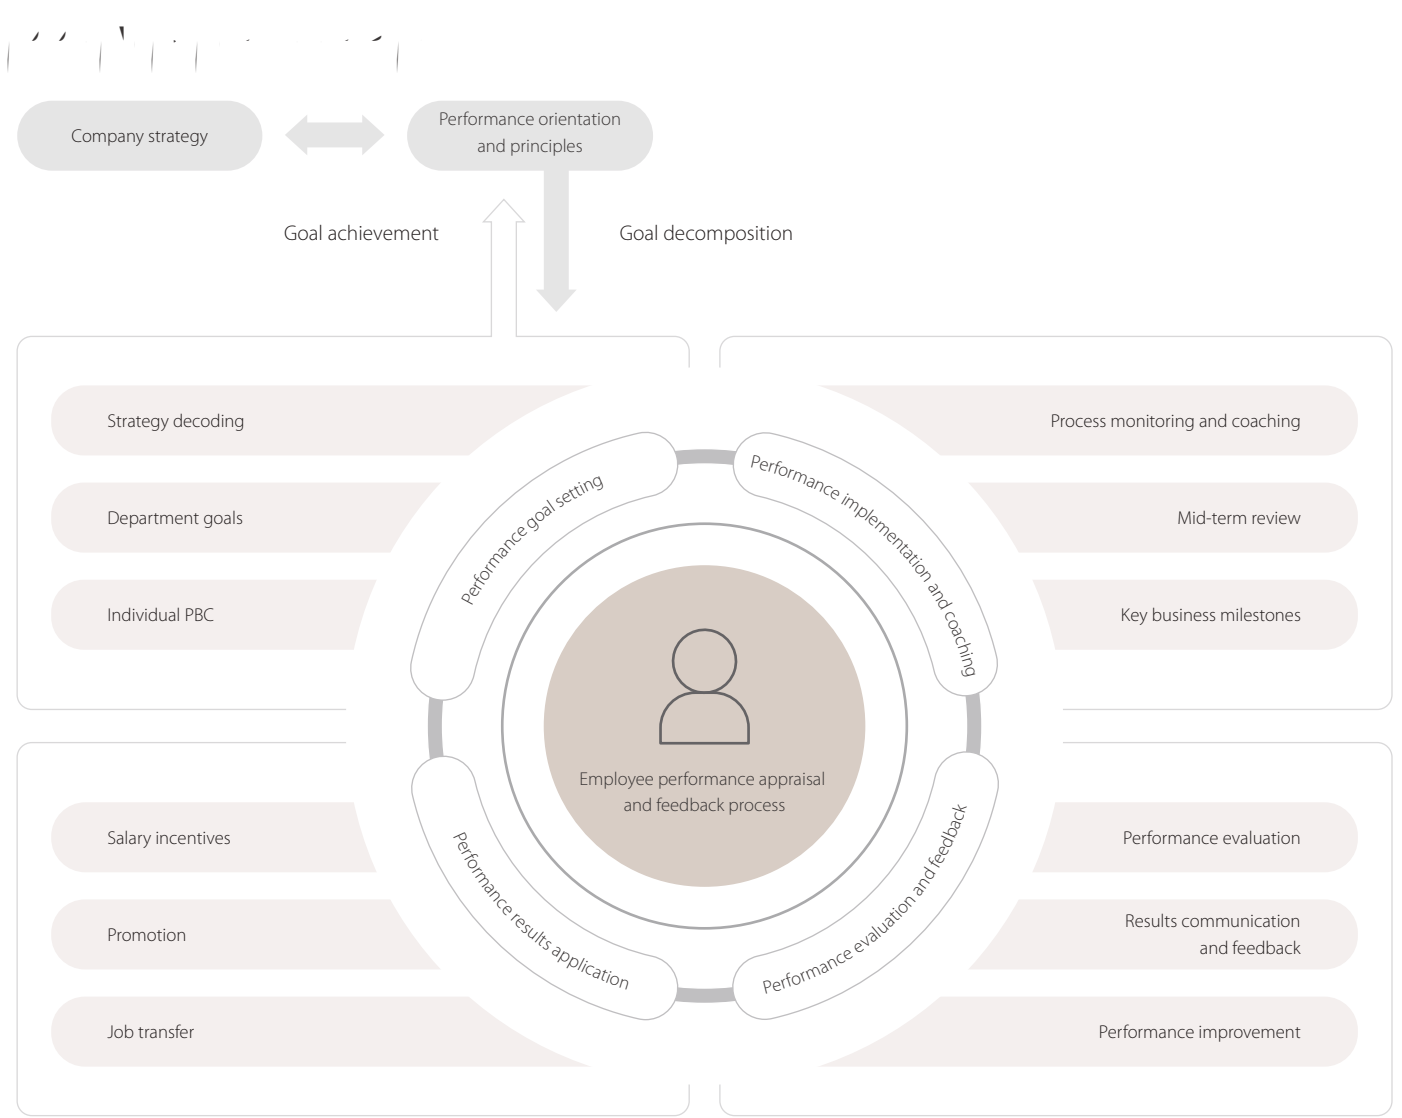 Company strategy
Performance orientation
and principles
Goal achievement
Goal decomposition
Strategy decoding
Department goals
Individual PBC
Process monitoring and coaching
Mid-term review
Key business milestones
Performance goal setting
Performance implementation and coaching
Employee performance appraisal
and feedback process
Performance results application
Performance evaluation and feedback
Salary incentives
Promotion
Job transfer
Performance evaluation
Results communication
and feedback
Performance improvement